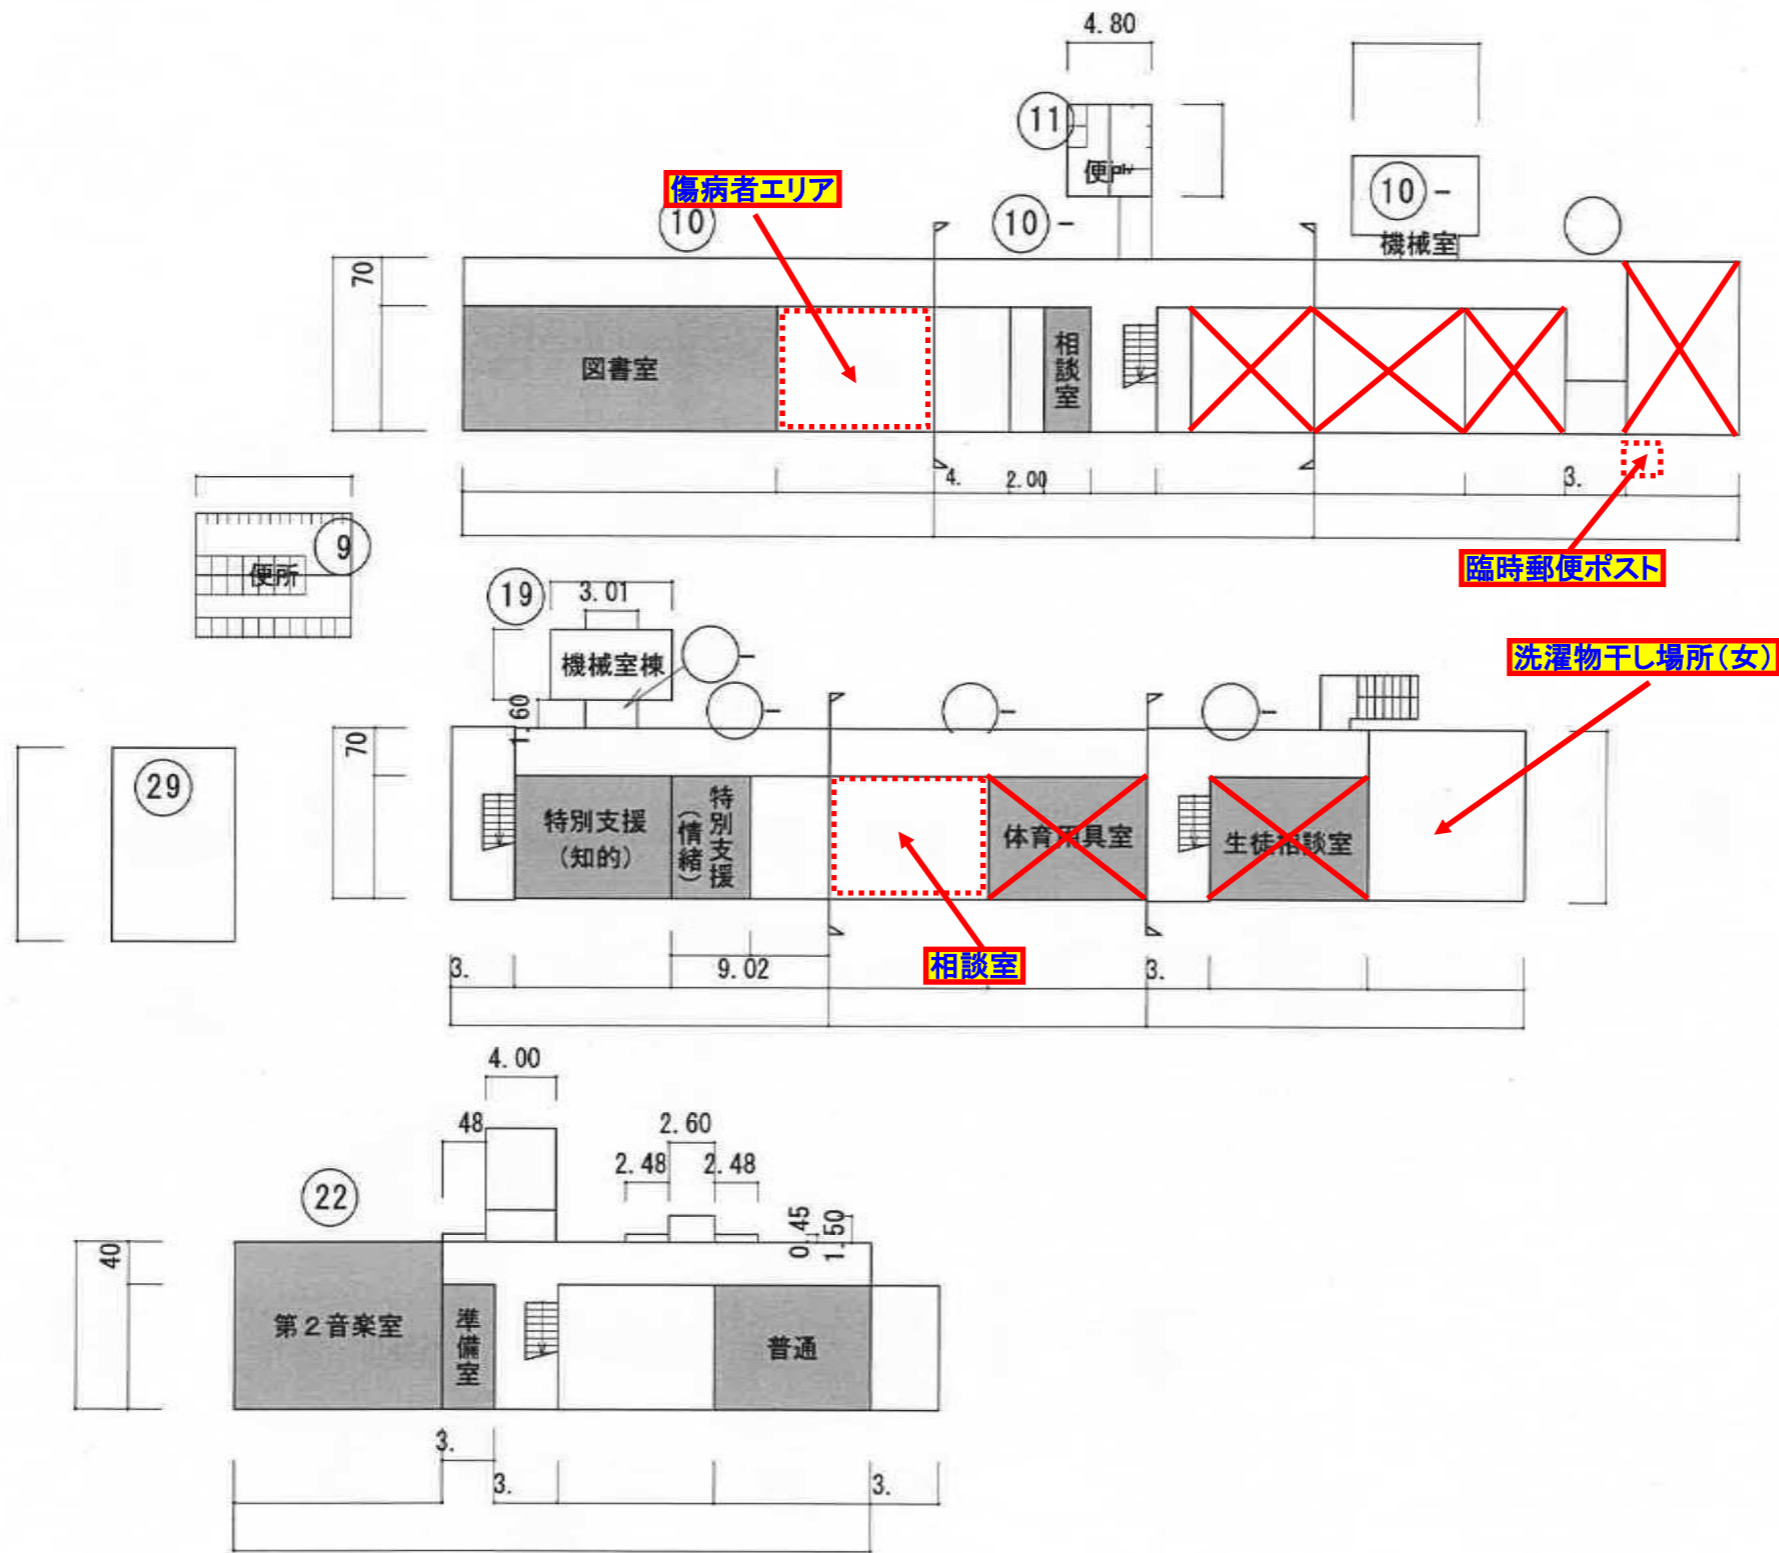 4.80
11
便所
10 -
機械室
傷病者エリア
10
10 -
70
図書室
相談室
4.
2.00
3.
臨時郵便ポスト
9
便所
19
3.01
機械室棟
1.60
洗濯物干し場所(女)
29
70
特別支援
(知的)
特別支援
(情緒)
体育用具室
生徒相談室
3.
9.02
相談室
3.
4.00
48
2.60
2.48
2.48
22
0.45
1.50
40
第2音楽室
準備室
普通
3.
3.
3.